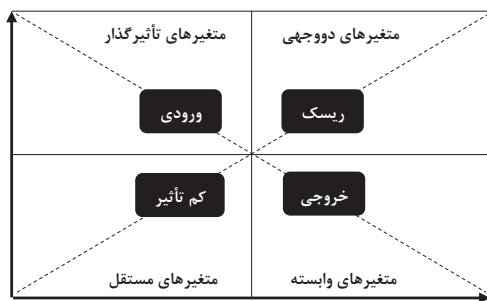 متغیرهای دووجهی
متغیرهای تأثیرگذار
ریسک
ورودی
خروجی
کم تأثیر
متغیرهای وابسته
متغیرهای مستقل